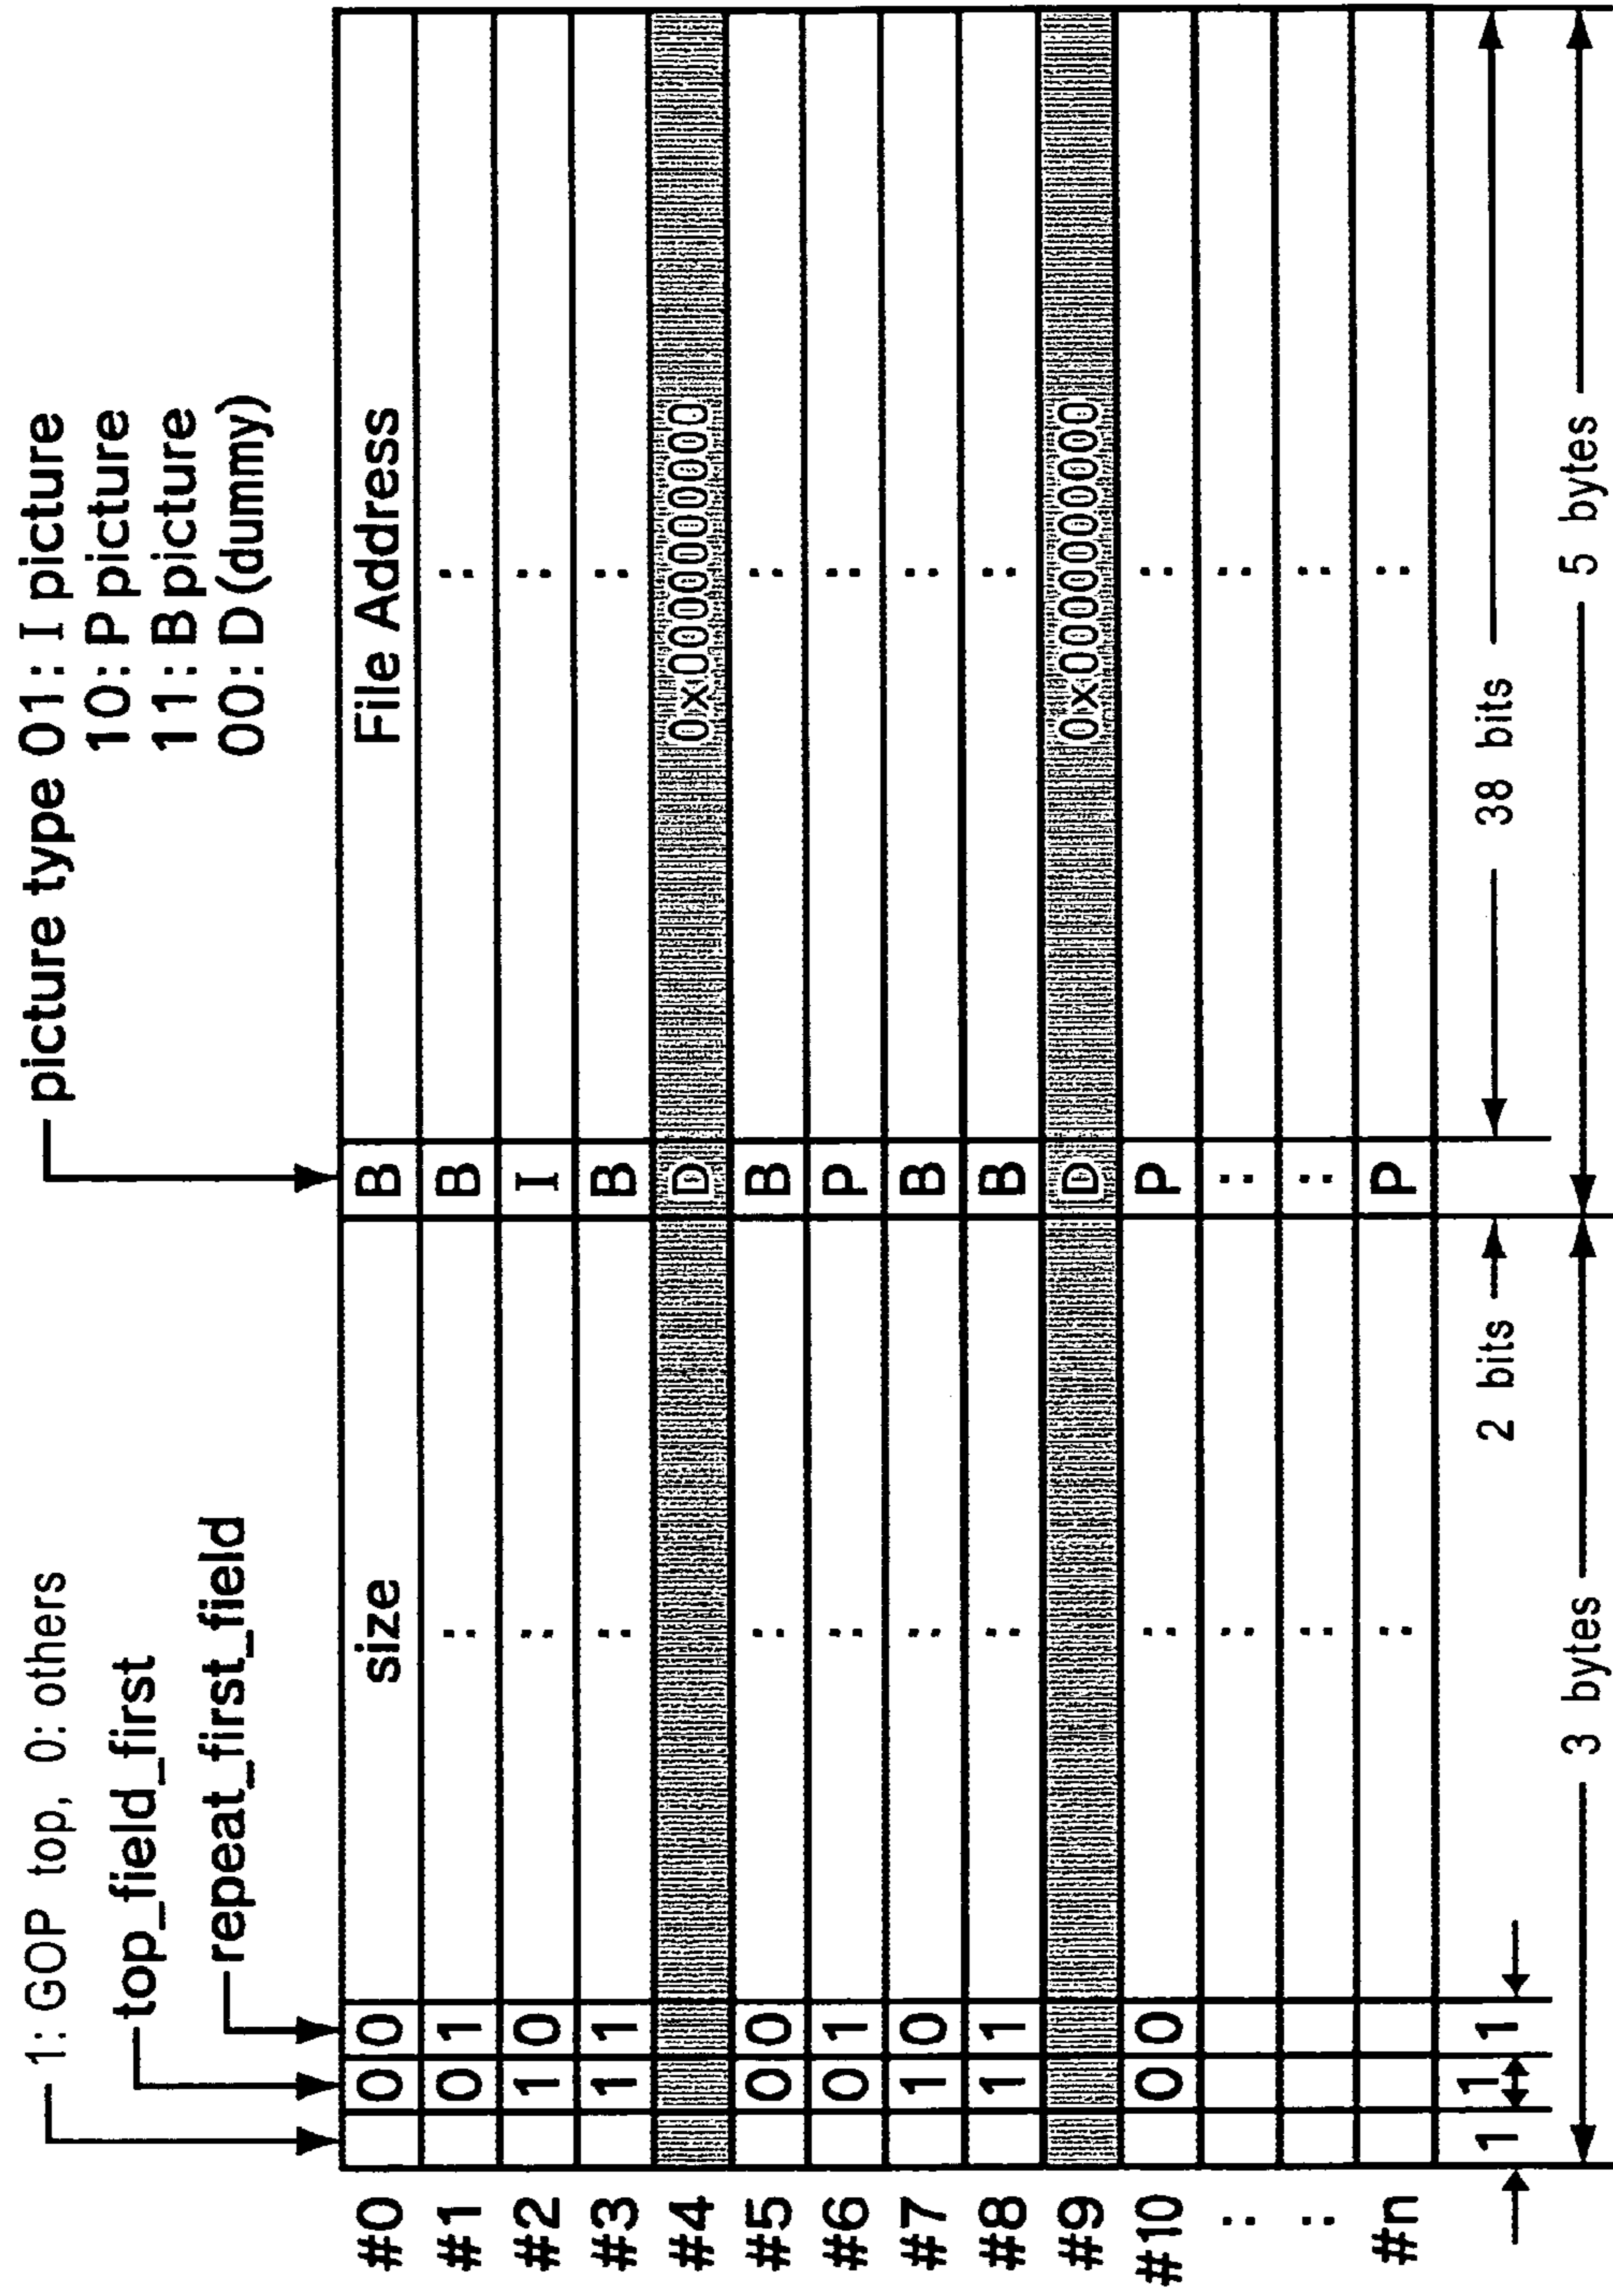 1: GOP top, 0: others
top_field_first
repeat_first_field
picture type 01: I picture
10: P picture
11: B picture
00: D (dummy)
#0 0 0 size B File Address
#1 0 1 : B :
#2 1 0 : I :
#3 1 1 : B :
#4 D 0x0000000000
#5 0 0 : B :
#6 0 1 : P :
#7 1 0 : B :
#8 1 1 : B :
#9 D 0x0000000000
#10 0 0 : P :
: : : :
: : : :
#n : P :
1 1 1 2 bits 38 bits
3 bytes 5 bytes